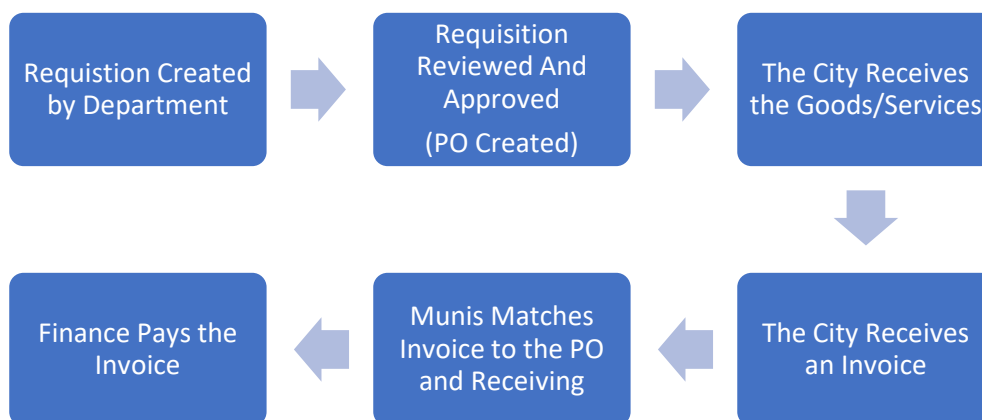 Requistion Created
by Department
Requisition
Reviewed And
Approved
(PO Created)
The City Receives
the Goods/Services
The City Receives
an Invoice
Munis Matches
Invoice to the PO
and Receiving
Finance Pays the
Invoice